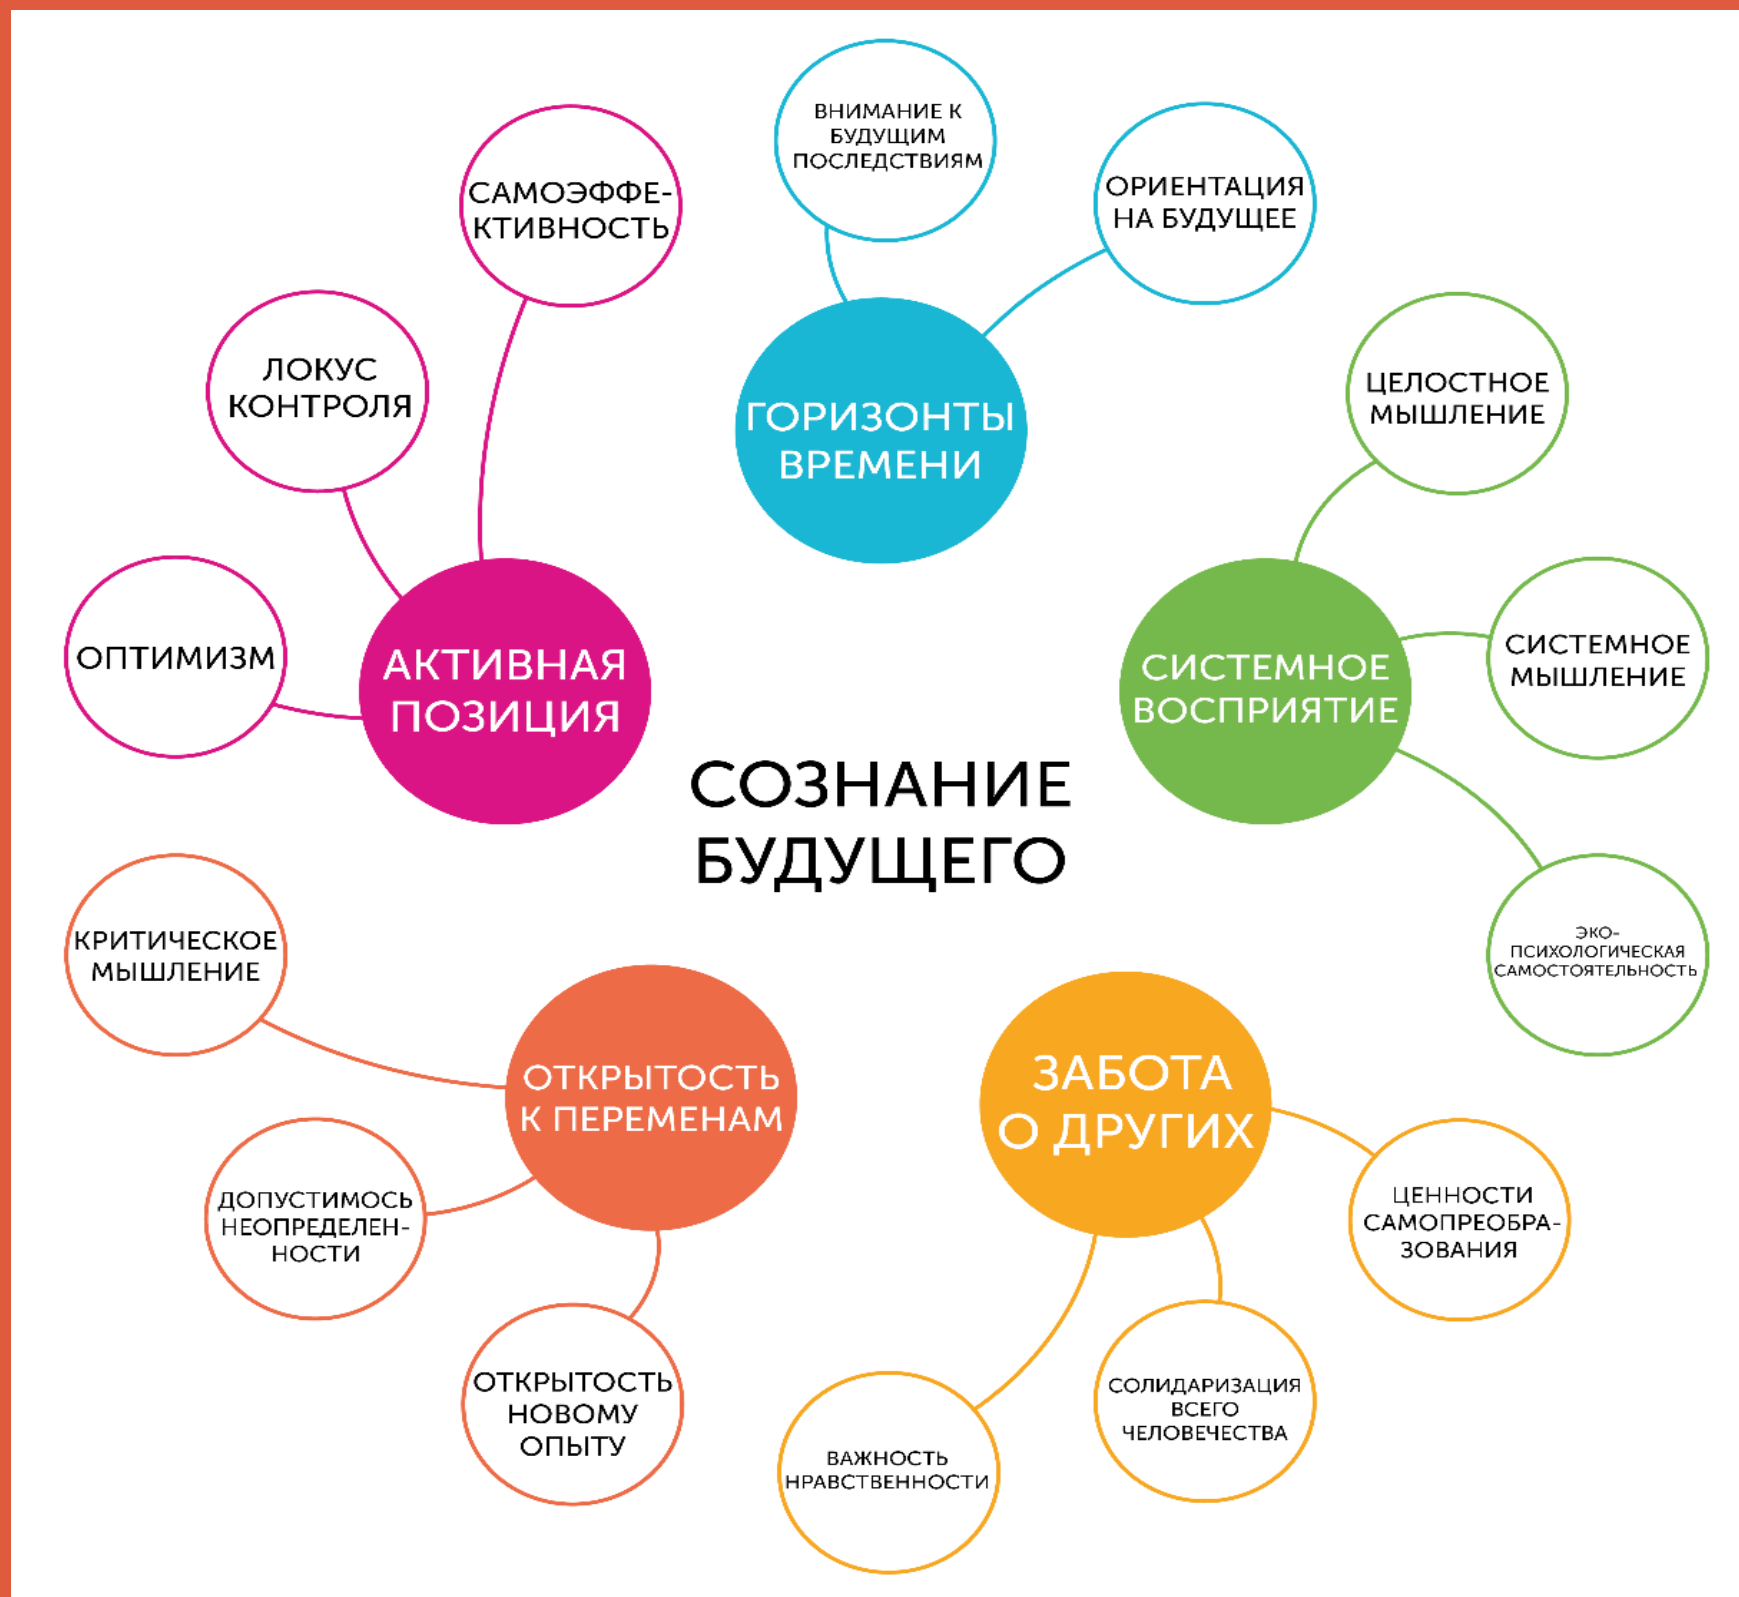 ВНИМАНИЕ К
БУДУЩИМ
ПОСЛЕДСТВИЯМ
ОРИЕНТАЦИЯ
НА БУДУЩЕЕ
ГОРИЗОНТЫ
ВРЕМЕНИ
САМОЭФФЕ-
КТИВНОСТЬ
ЛОКУС
КОНТРОЛЯ
ОПТИМИЗМ
АКТИВНАЯ
ПОЗИЦИЯ
ЦЕЛОСТНОЕ
МЫШЛЕНИЕ
СИСТЕМНОЕ
МЫШЛЕНИЕ
СИСТЕМНОЕ
ВОСПРИЯТИЕ
ЭКО-
ПСИХОЛОГИЧЕСКАЯ
САМОСТОЯТЕЛЬНОСТЬ
СОЗНАНИЕ
БУДУЩЕГО
КРИТИЧЕСКОЕ
МЫШЛЕНИЕ
ОТКРЫТОСТЬ
К ПЕРЕМЕНАМ
ДОПУСТИМОСЬ
НЕОПРЕДЕЛЕН-
НОСТИ
ОТКРЫТОСТЬ
НОВОМУ
ОПЫТУ
ЗАБОТА
О ДРУГИХ
ЦЕННОСТИ
САМОПРЕОБРА-
ЗОВАНИЯ
СОЛИДАРИЗАЦИЯ
ВСЕГО
ЧЕЛОВЕЧЕСТВА
ВАЖНОСТЬ
НРАВСТВЕННОСТИ